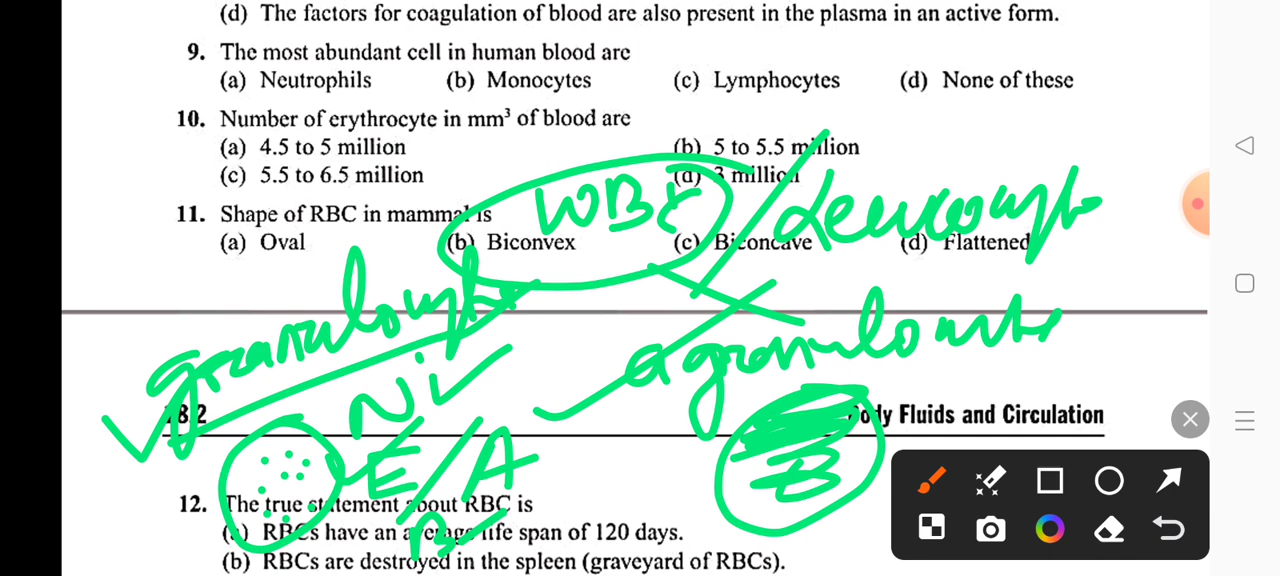 (d) The factors for coagulation of blood are also present in the plasma in an active form.
9. The most abundant cell in human blood are
(a) Neutrophils (b) Monocytes (c) Lymphocytes (d) None of these
10. Number of erythrocyte in mm³ of blood are
(a) 4.5 to 5 million (b) 5 to 5.5 million
(c) 5.5 to 6.5 million (d) 3 million
WBC / Leucocyte
11. Shape of RBC in mammal is
(a) Oval (b) Biconvex (c) Biconcave (d) Flattened
granulocyte
agranulocyte
N
182 Body Fluids and Circulation
E/A
B
12. The true statement about RBC is
(a) RBCs have an average life span of 120 days.
(b) RBCs are destroyed in the spleen (graveyard of RBCs).